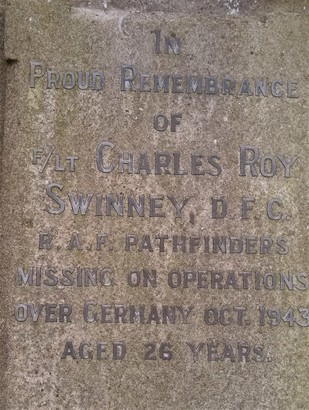 IN
PROUD REMEMBRANCE
OF
F/LT CHARLES ROY
SWINNEY, D.F.C.
R.A.F. PATHFINDERS
MISSING ON OPERATIONS
OVER GERMANY OCT. 1943
AGED 26 YEARS.